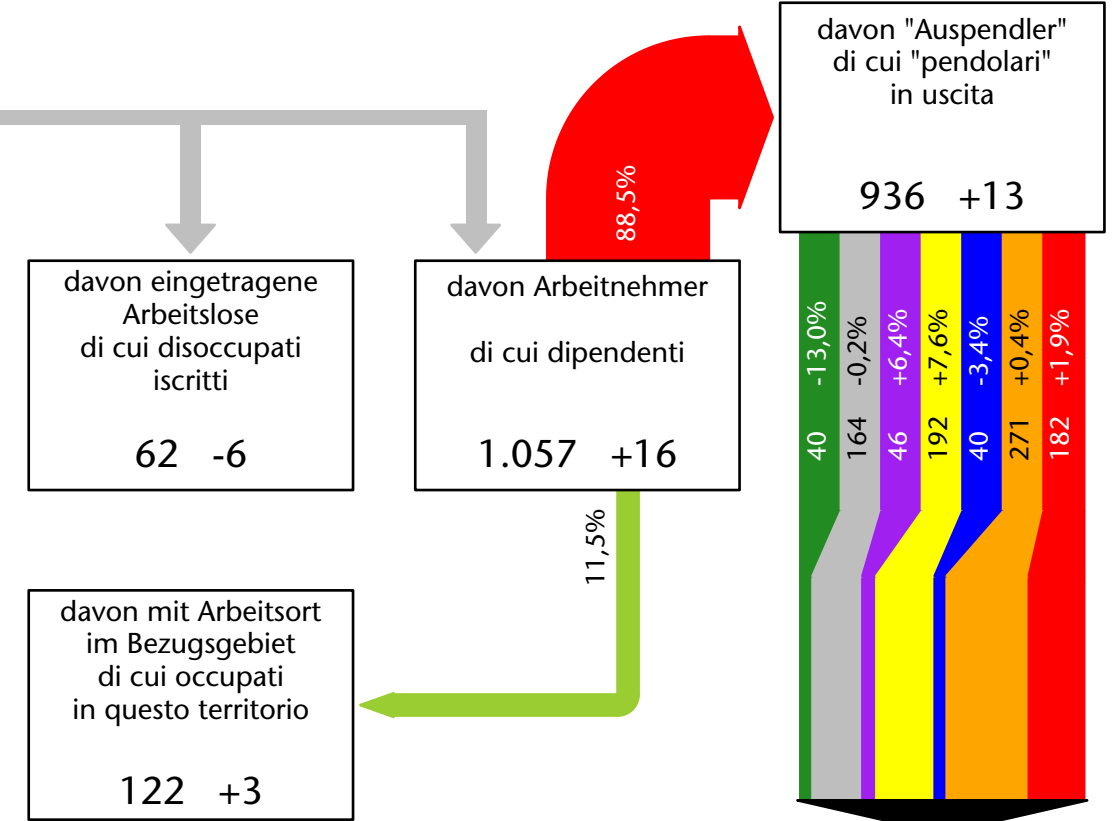 davon "Auspendler"
di cui "pendolari"
in uscita
936 +13
88,5%
davon eingetragene
Arbeitslose
di cui disoccupati
iscritti
62 -6
davon Arbeitnehmer
di cui dipendenti
1.057 +16
40 -13,0%
164 -0,2%
46 +6,4%
192 +7,6%
40 -3,4%
271 +0,4%
182 +1,9%
11,5%
davon mit Arbeitsort
im Bezugsgebiet
di cui occupati
in questo territorio
122 +3